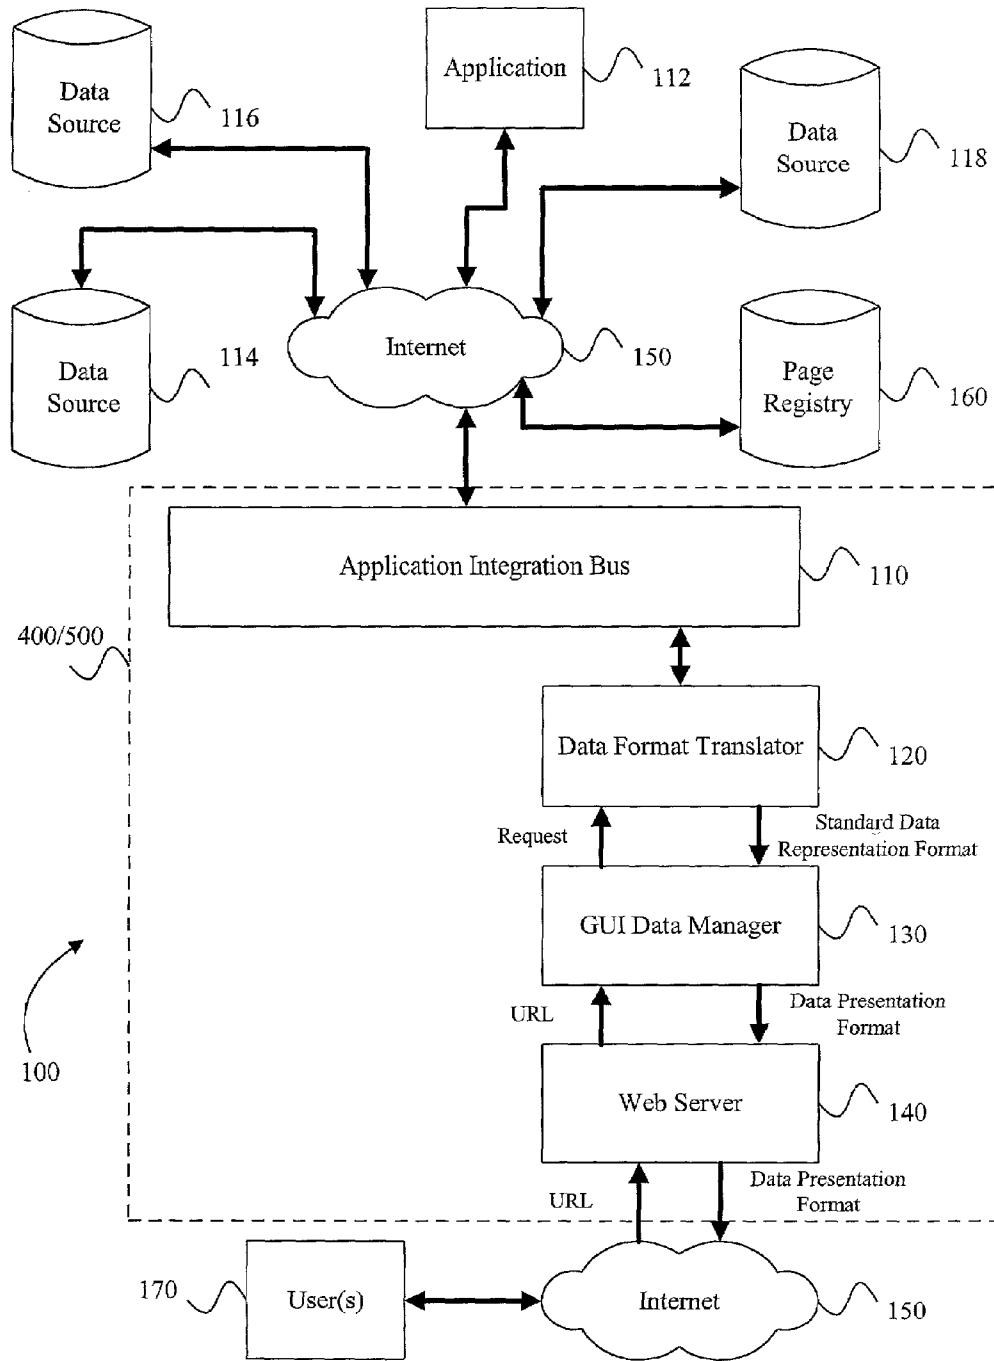 Data
Source
116
Application
112
Data
Source
118
Data
Source
114
Internet
150
Page
Registry
160
Application Integration Bus
110
400/500
Data Format Translator
120
Request
Standard Data
Representation Format
GUI Data Manager
130
URL
Data Presentation
Format
100
Web Server
140
URL
Data Presentation
Format
170
User(s)
Internet
150